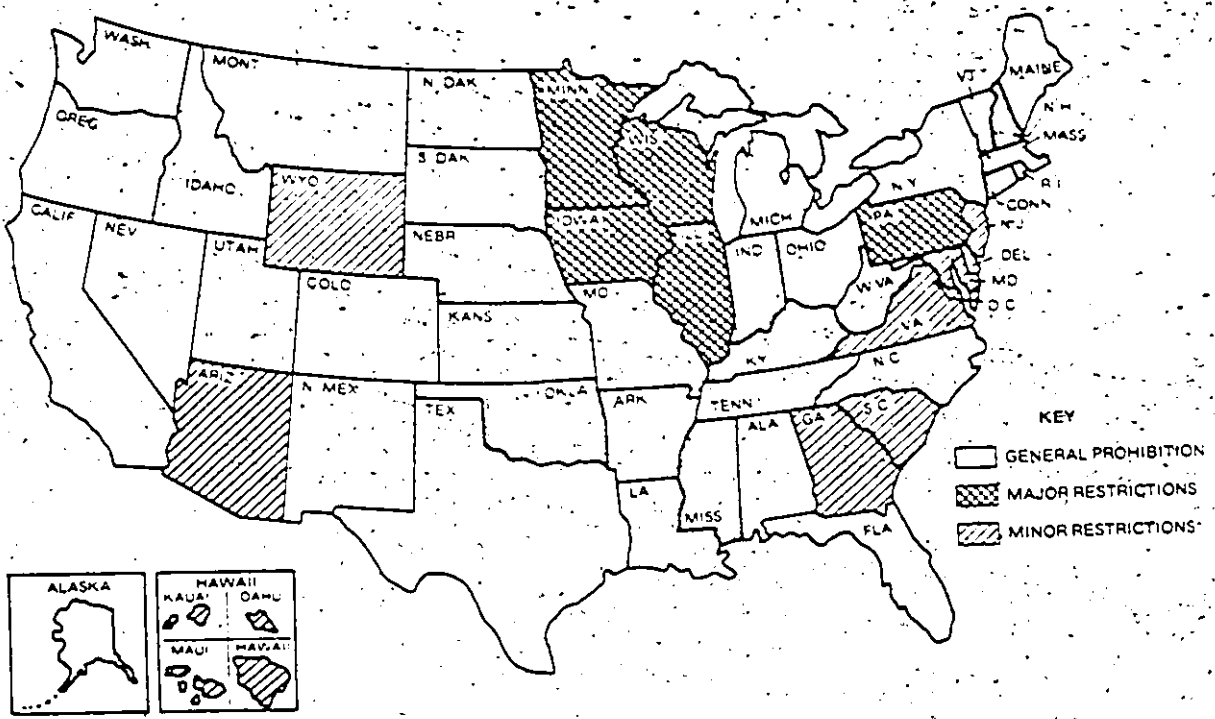 WASH
MONT
N. DAK
MINN
VT
MAINE
OREG
N.H
MASS
WIS
S. DAK
IDAHO
WYO
N.Y
R.I
CONN
CALIF
NEV
IOWA
MICH
PA
N.J
NEBR
ILL
UTAH
IND
OHIO
DEL
COLO
MO
W.VA
MD
D.C
KANS
VA
KY
N.C
ARIZ
N. MEX
OKLA
ARK
TENN
TEX
ALA
GA
S.C
KEY
GENERAL PROHIBITION
LA
MAJOR RESTRICTIONS
MISS
FLA
MINOR RESTRICTIONS
ALASKA
HAWAII
KAUAI
OAHU
MAUI
HAWAII